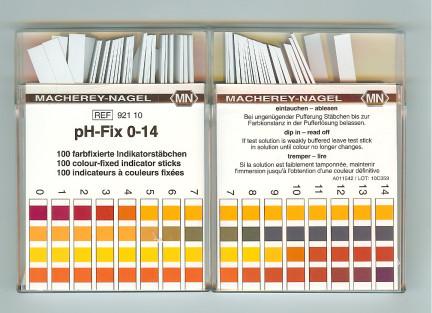 MACHEREY-NAGEL MN
REF 921 10
pH-Fix 0-14
100 farbfixierte Indikatorstäbchen
100 colour-fixed indicator sticks
100 indicateurs à couleurs fixées
0 1 2 3 4 5 6 7
MACHEREY-NAGEL MN
eintauchen – ablesen
Bei ungenügender Pufferung Stäbchen bis zur
Farbkonstanz in der Pufferlösung belassen.
dip in – read off
If test solution is weakly buffered leave test stick
in solution until colour no longer changes.
tremper – lire
Si la solution est faiblement tamponnée, maintenir
l'immersion jusqu'à l'obtention d'une couleur définitive
A011542 / LOT: 10C359
7 8 9 10 11 12 13 14